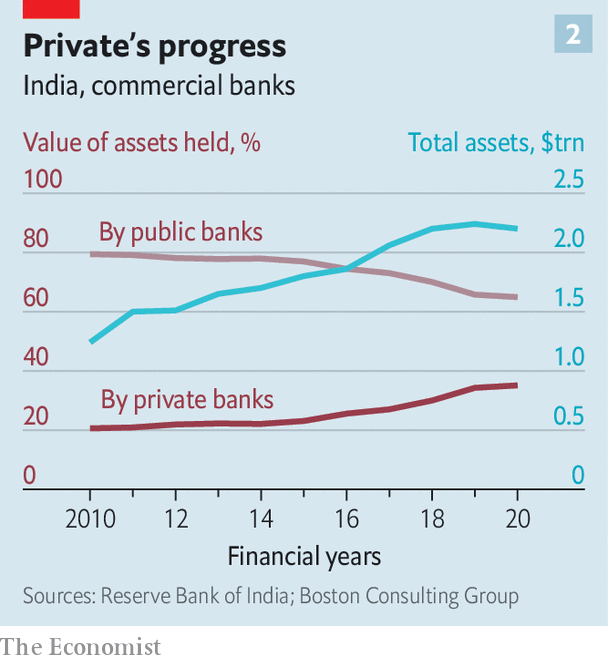 2
Private’s progress
India, commercial banks
Value of assets held, %
Total assets, $trn
100
2.5
By public banks
80
2.0
60
1.5
40
1.0
By private banks
20
0.5
0
0
2010 12 14 16 18 20
Financial years
Sources: Reserve Bank of India; Boston Consulting Group
The Economist